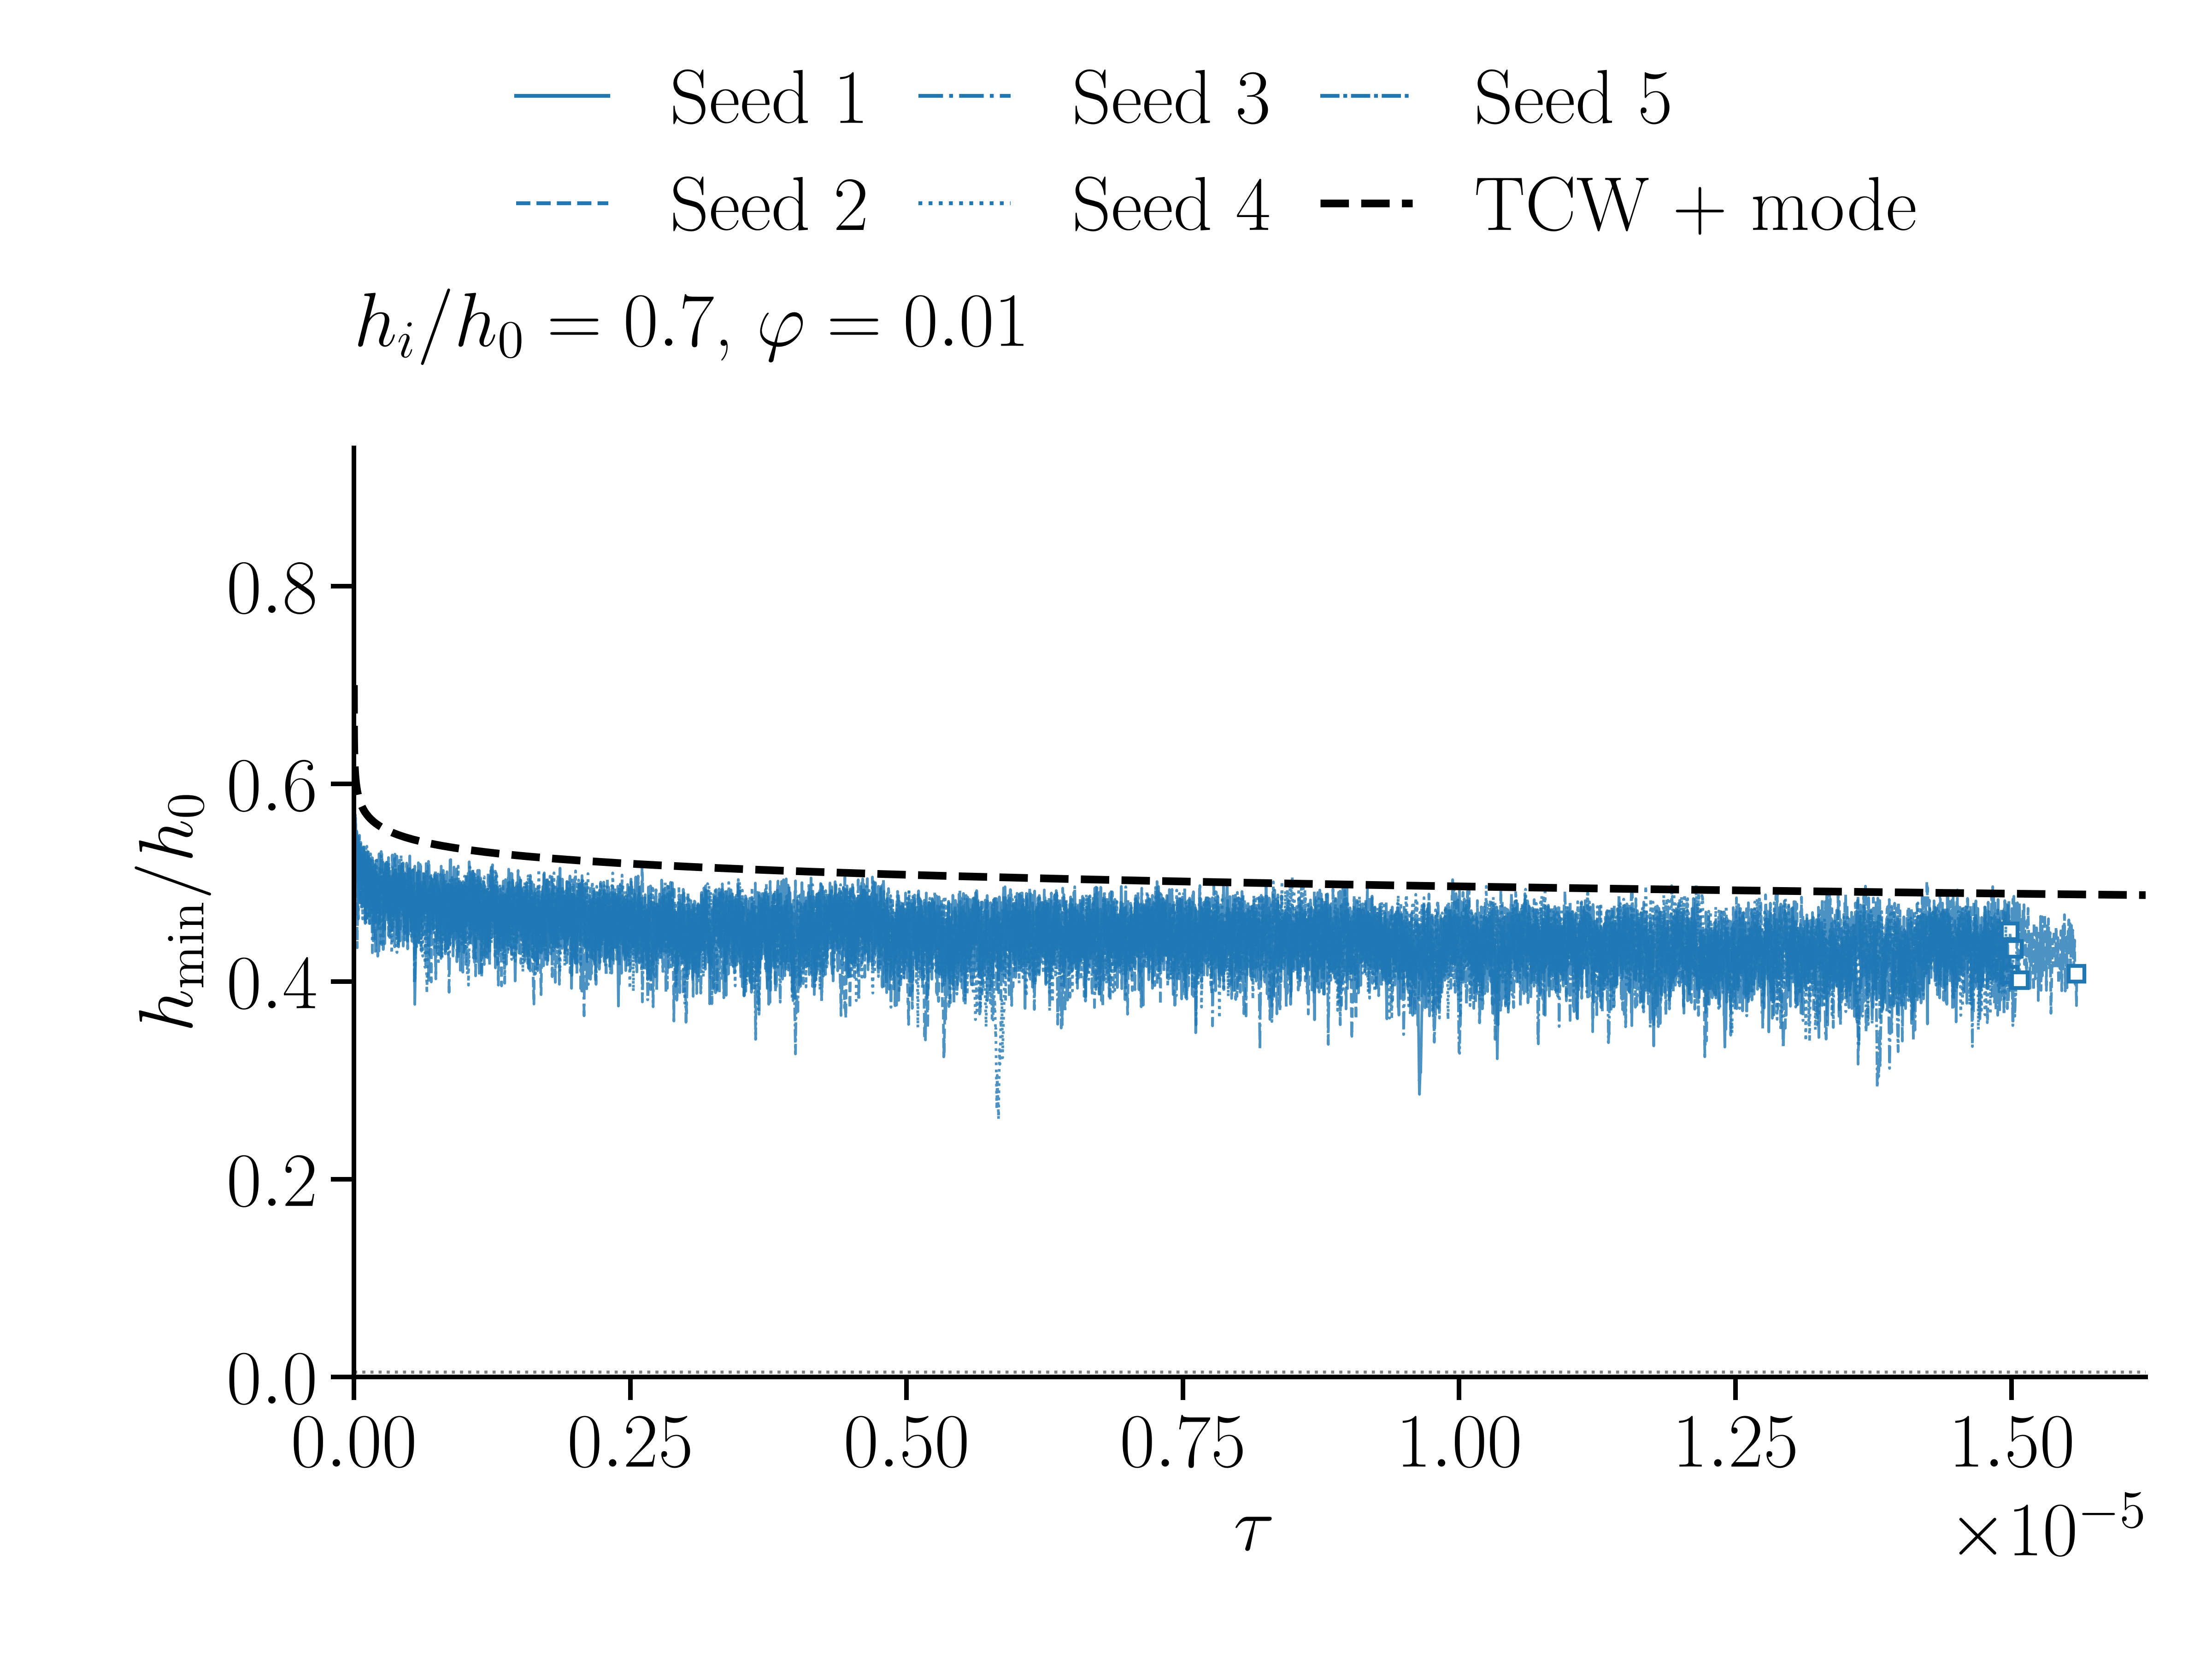 Seed 1 Seed 3 Seed 5
Seed 2 Seed 4 TCW + mode
h_i/h_0 = 0.7, φ = 0.01
h_min/h_0
0.8
0.6
0.4
0.2
0.0
0.00 0.25 0.50 0.75 1.00 1.25 1.50
τ
×10⁻⁵